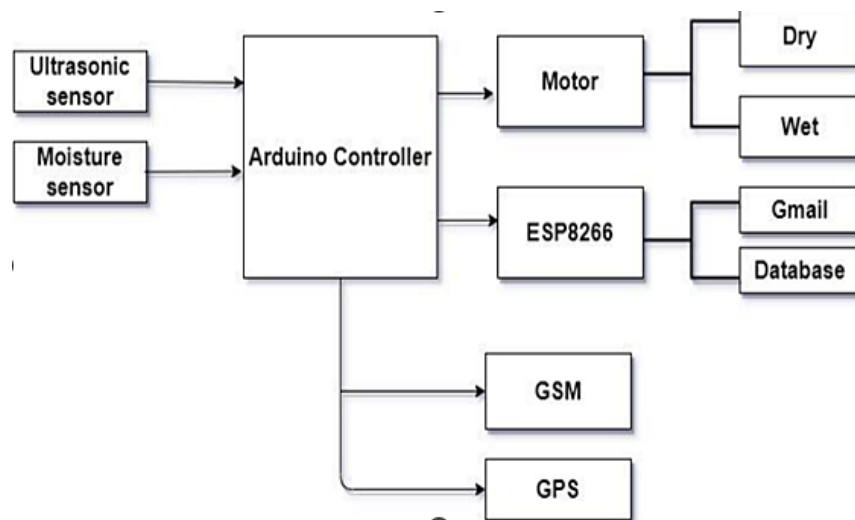 Ultrasonic
sensor
Moisture
sensor
Arduino Controller
Motor
Dry
Wet
ESP8266
Gmail
Database
GSM
GPS